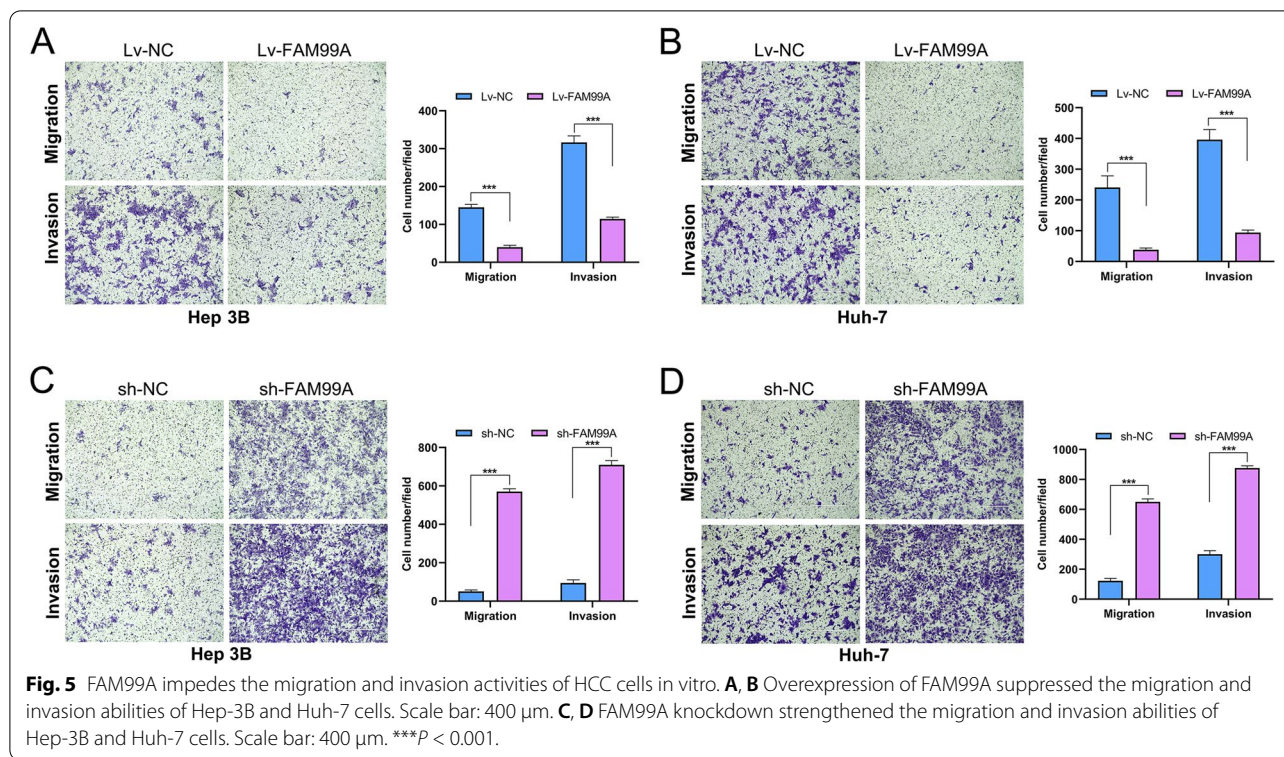 A
Lv-NC Lv-FAM99A
Migration
Invasion
Hep 3B
Lv-NC Lv-FAM99A
Cell number/field
400
300
200
100
0
***
***
Migration Invasion
B
Lv-NC Lv-FAM99A
Migration
Invasion
Huh-7
Lv-NC Lv-FAM99A
Cell number/field
500
400
300
200
100
0
***
***
Migration Invasion
C
sh-NC sh-FAM99A
Migration
Invasion
Hep 3B
sh-NC sh-FAM99A
Cell number/field
800
600
400
200
0
***
***
Migration Invasion
D
sh-NC sh-FAM99A
Migration
Invasion
Huh-7
sh-NC sh-FAM99A
Cell number/field
1000
800
600
400
200
0
***
***
Migration Invasion
Fig. 5 FAM99A impedes the migration and invasion activities of HCC cells in vitro. A, B Overexpression of FAM99A suppressed the migration and
invasion abilities of Hep-3B and Huh-7 cells. Scale bar: 400 μm. C, D FAM99A knockdown strengthened the migration and invasion abilities of
Hep-3B and Huh-7 cells. Scale bar: 400 μm. ***P < 0.001.